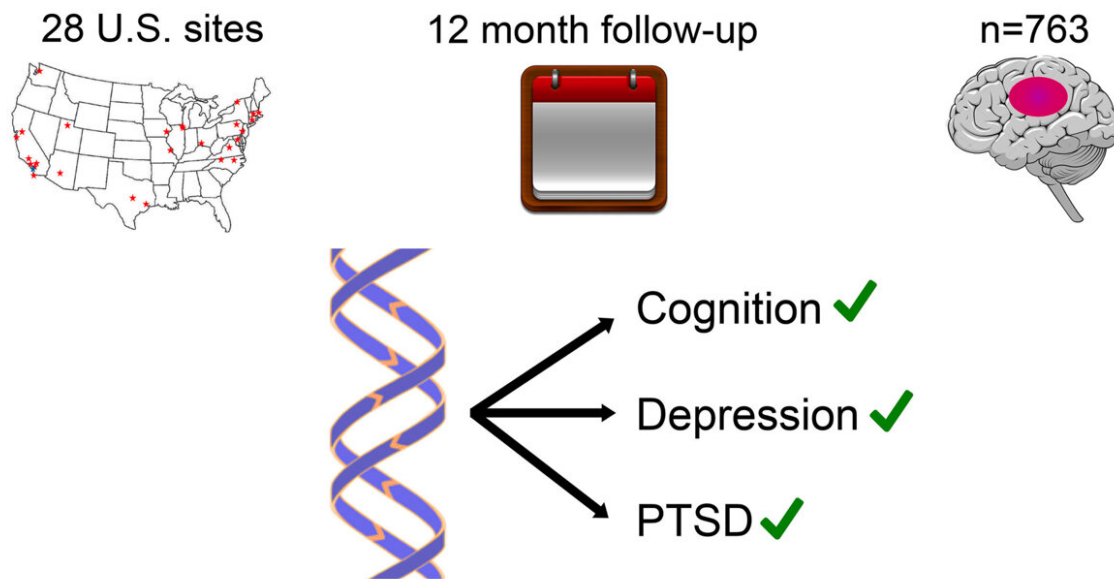 28 U.S. sites
12 month follow-up
n=763
Cognition
Depression
PTSD